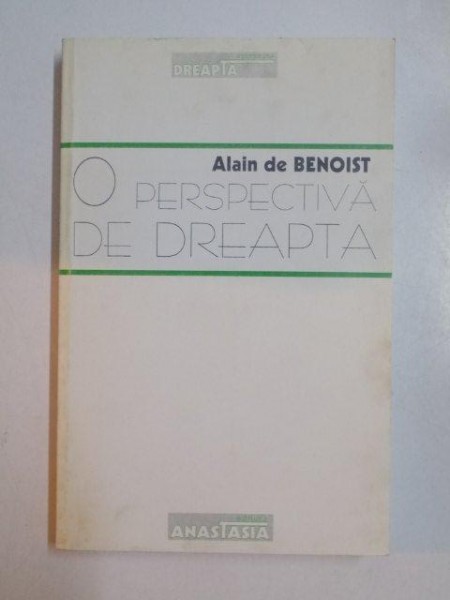 DREAPTA
Alain de BENOIST
O PERSPECTIVĂ
DE DREAPTA
ANASTASIA